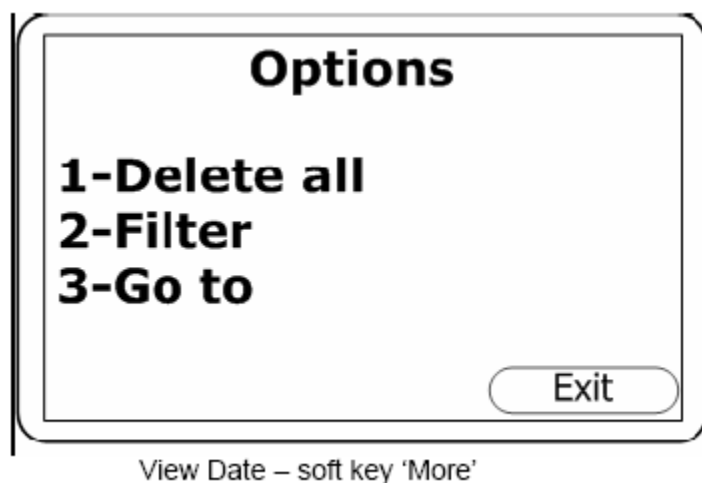 Options
1-Delete all
2-Filter
3-Go to
Exit
View Date – soft key ‘More’